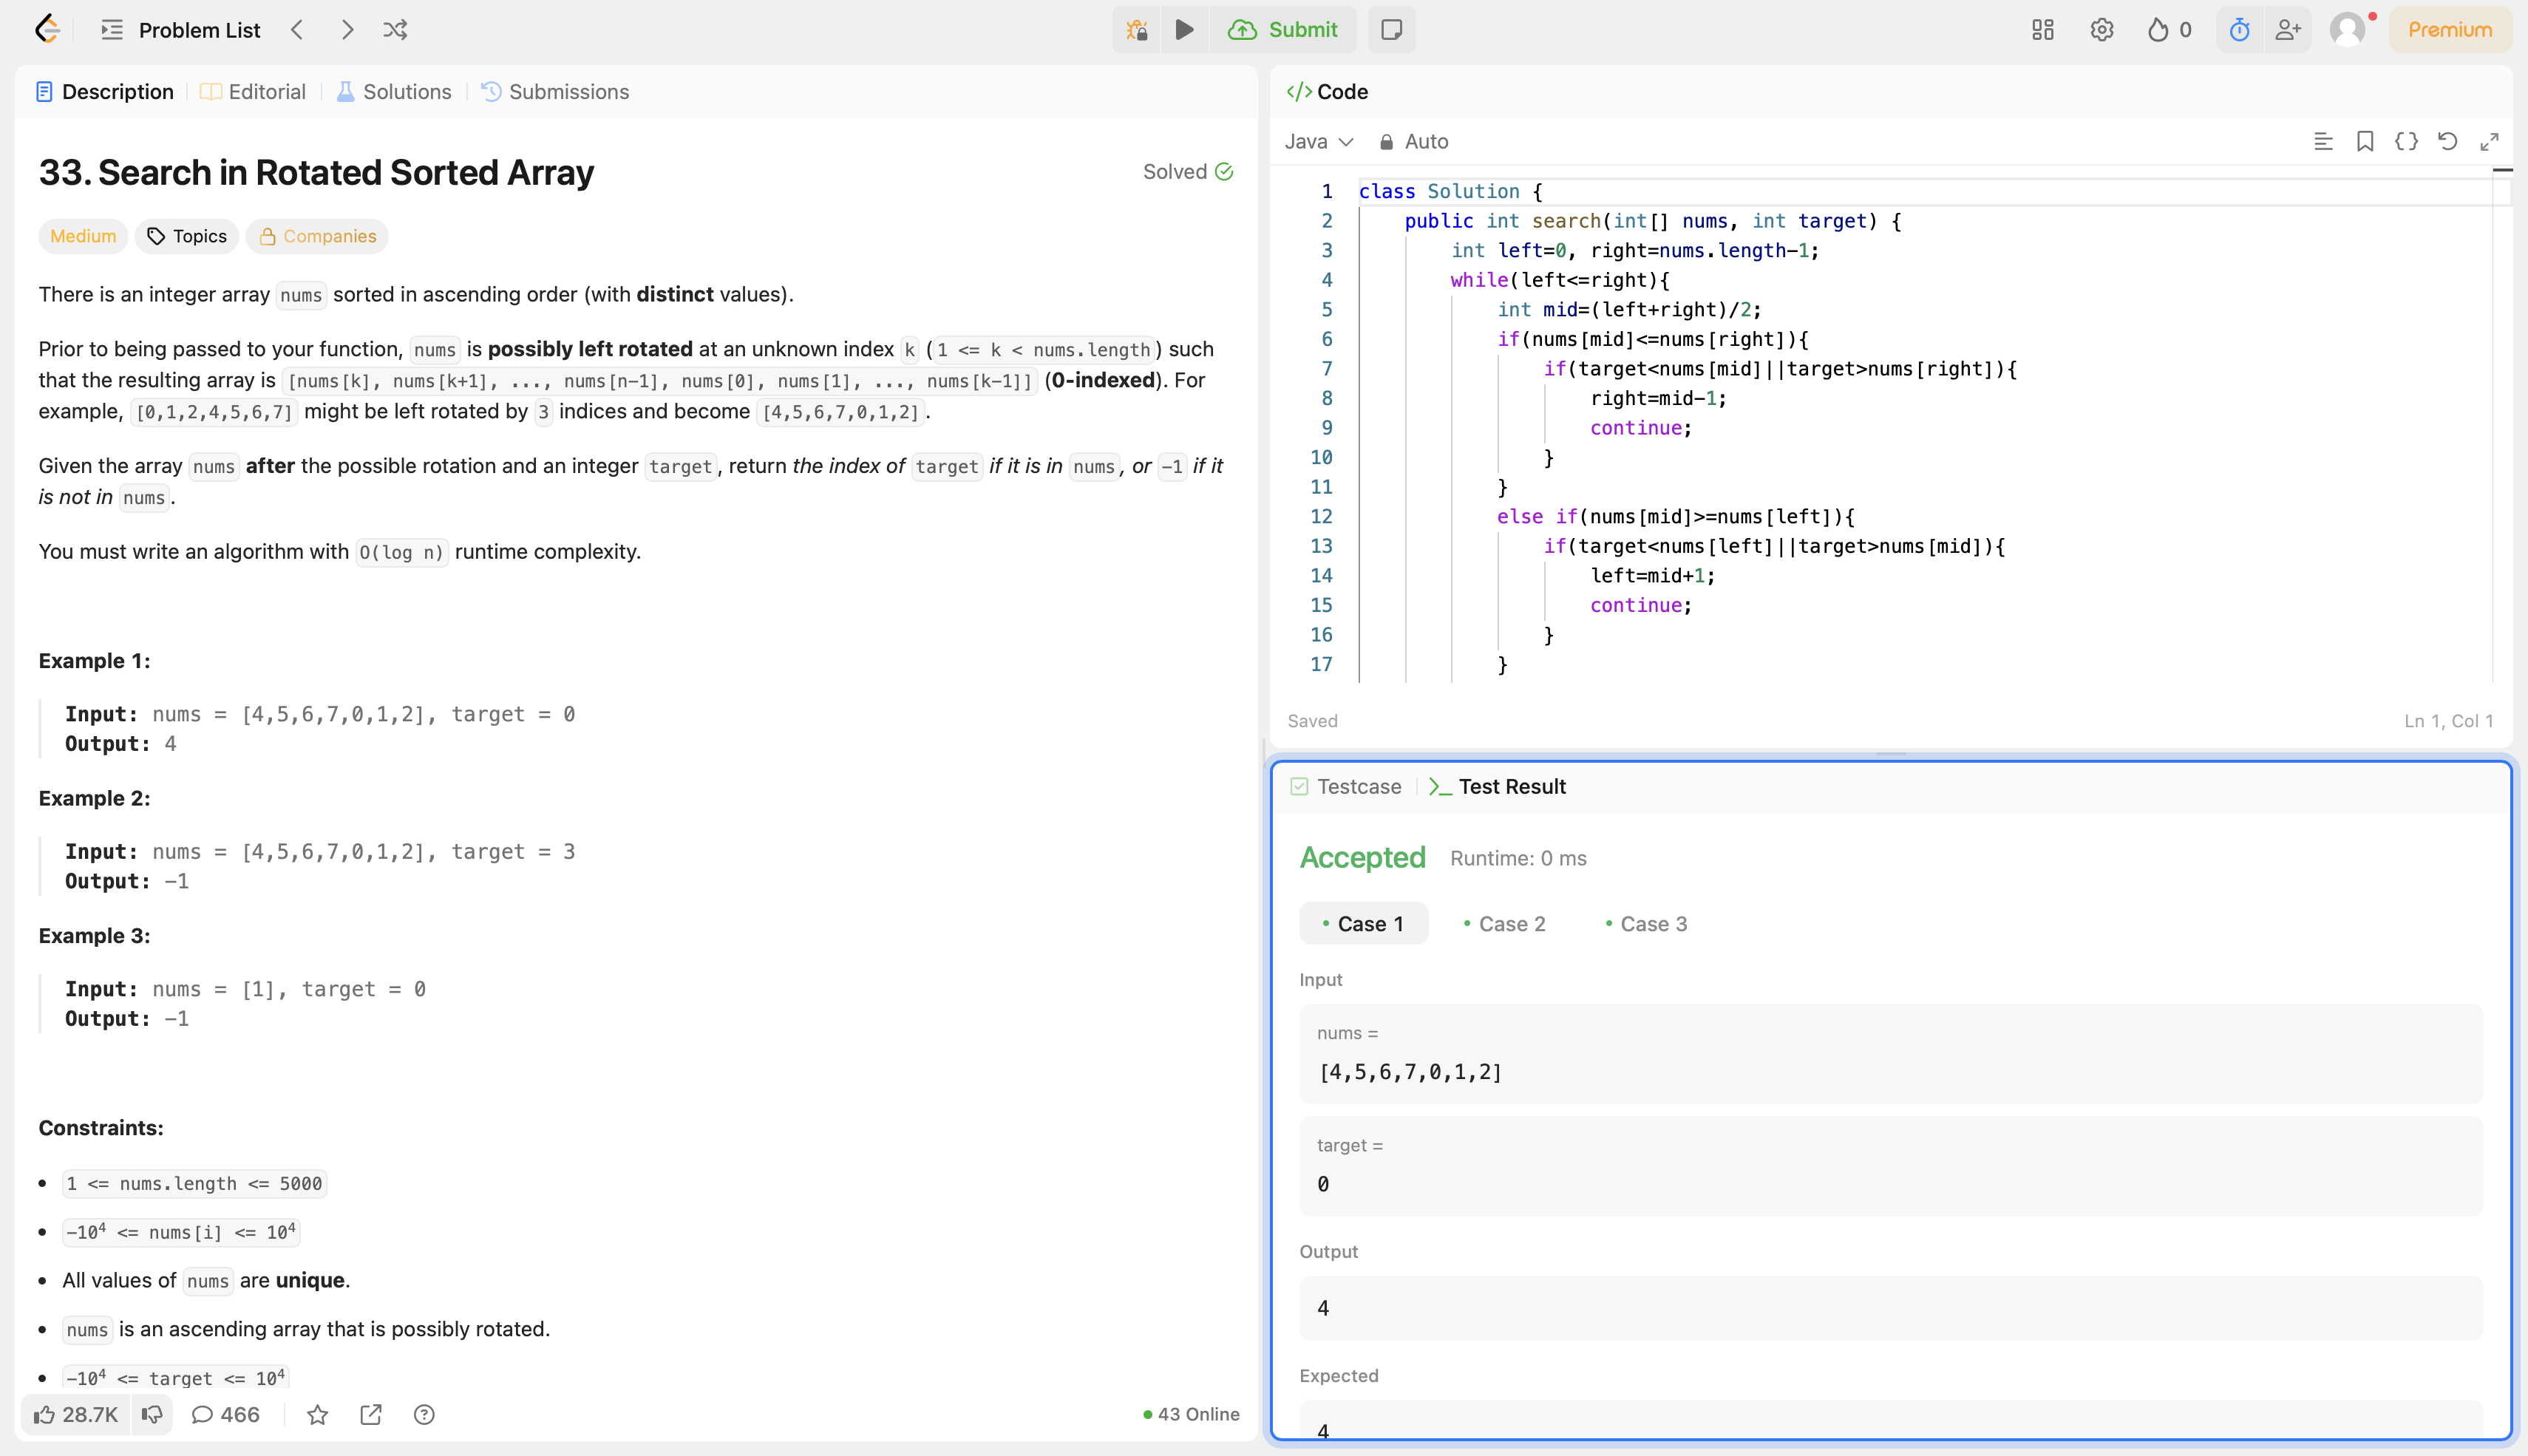 Problem List
Submit
0
Premium
Description
Editorial
Solutions
Submissions
33. Search in Rotated Sorted Array
Solved
Medium
Topics
Companies
There is an integer array nums sorted in ascending order (with distinct values).
Prior to being passed to your function, nums is possibly left rotated at an unknown index k (1 <= k < nums.length) such
that the resulting array is [nums[k], nums[k+1], ..., nums[n-1], nums[0], nums[1], ..., nums[k-1]] (0-indexed). For
example, [0,1,2,4,5,6,7] might be left rotated by 3 indices and become [4,5,6,7,0,1,2].
Given the array nums after the possible rotation and an integer target, return the index of target if it is in nums, or -1 if it
is not in nums.
You must write an algorithm with O(log n) runtime complexity.
Example 1:
Input: nums = [4,5,6,7,0,1,2], target = 0
Output: 4
Example 2:
Input: nums = [4,5,6,7,0,1,2], target = 3
Output: -1
Example 3:
Input: nums = [1], target = 0
Output: -1
Constraints:
1 <= nums.length <= 5000
-10⁴ <= nums[i] <= 10⁴
All values of nums are unique.
nums is an ascending array that is possibly rotated.
-10⁴ <= target <= 10⁴
28.7K
466
43 Online
</> Code
Java
Auto
1 class Solution {
2     public int search(int[] nums, int target) {
3         int left=0, right=nums.length-1;
4         while(left<=right){
5             int mid=(left+right)/2;
6             if(nums[mid]<=nums[right]){
7                 if(target<nums[mid]||target>nums[right]){
8                     right=mid-1;
9                     continue;
10                 }
11             }
12             else if(nums[mid]>=nums[left]){
13                 if(target<nums[left]||target>nums[mid]){
14                     left=mid+1;
15                     continue;
16                 }
17             }
Saved
Ln 1, Col 1
Testcase
Test Result
Accepted
Runtime: 0 ms
Case 1
Case 2
Case 3
Input
nums =
[4,5,6,7,0,1,2]
target =
0
Output
4
Expected
4